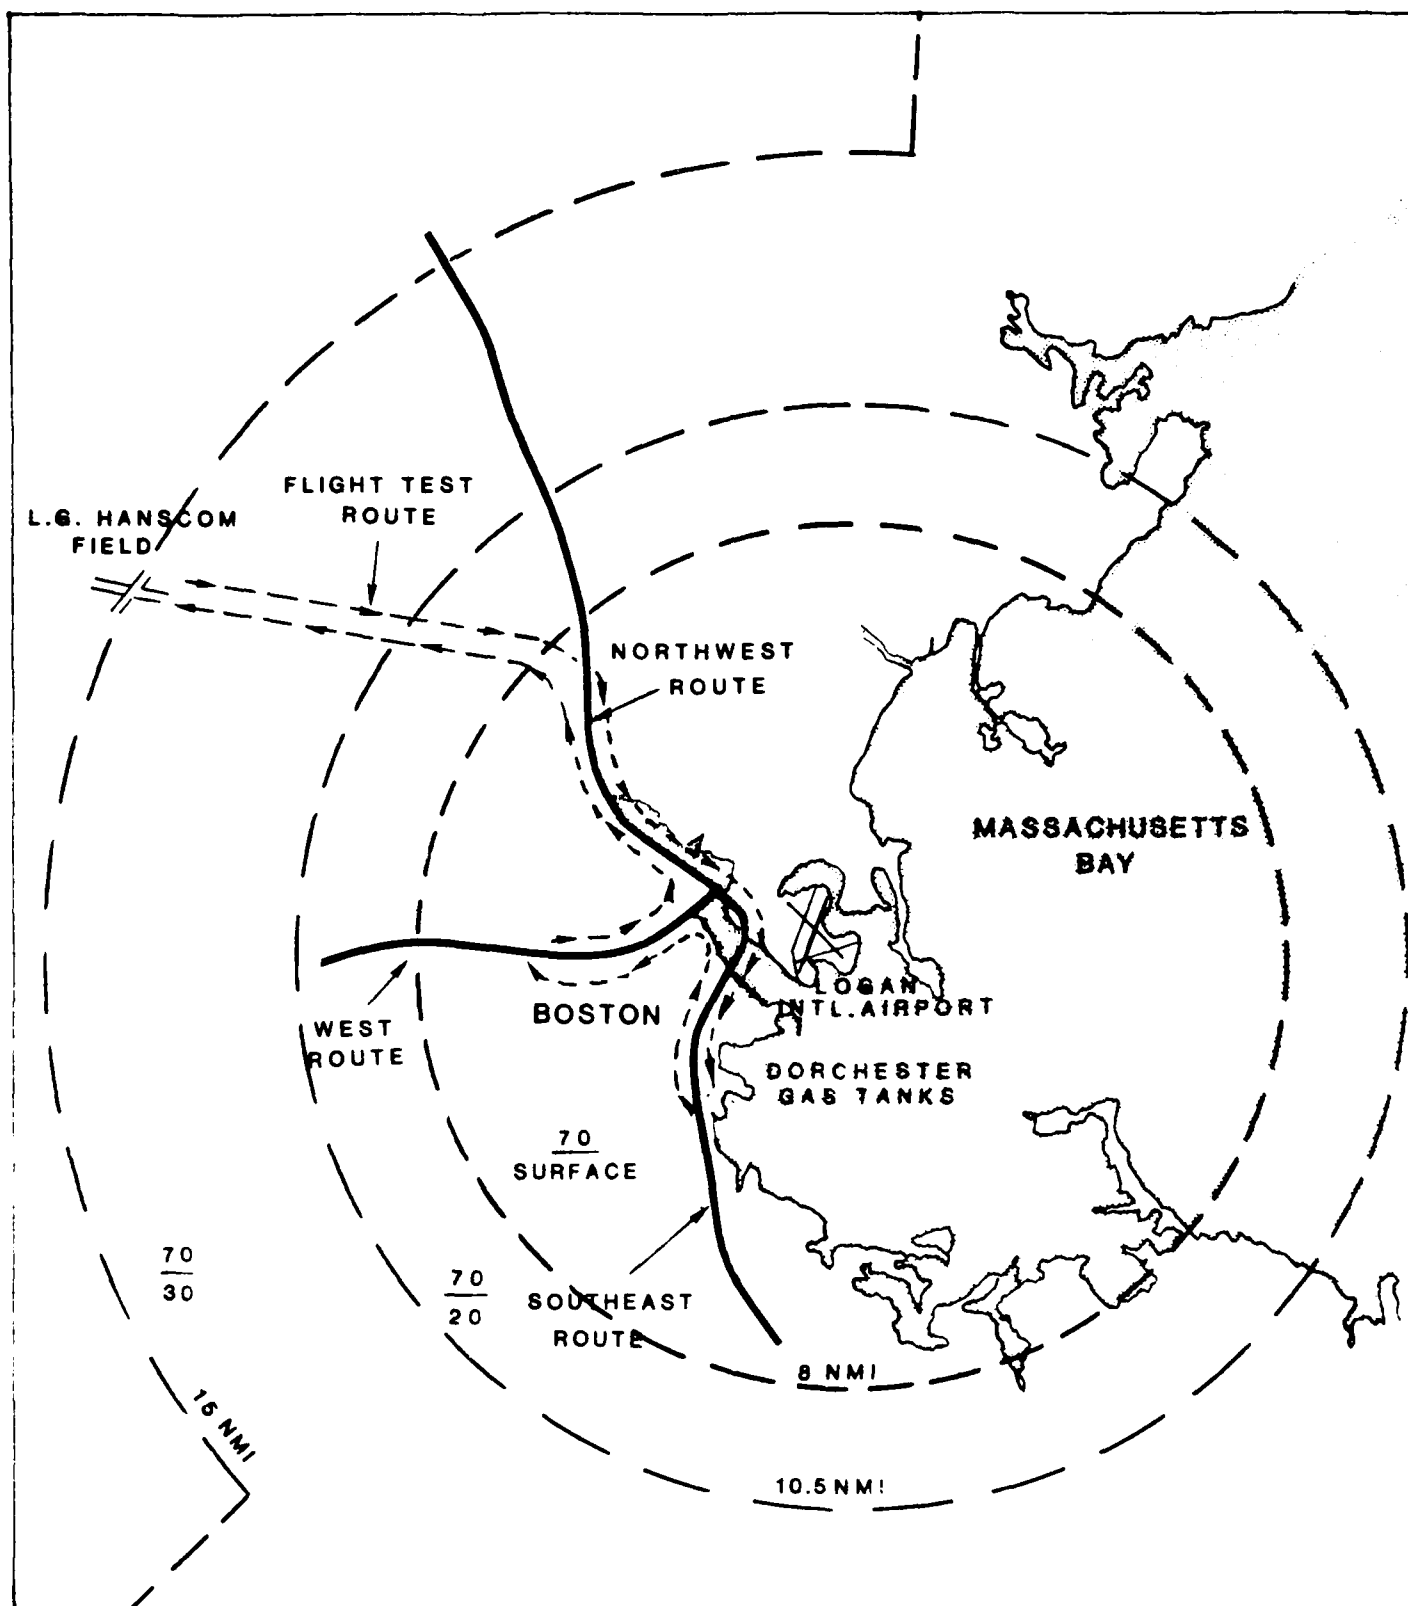 FLIGHT TEST
ROUTE
L.G. HANSCOM
FIELD
NORTHWEST
ROUTE
MASSACHUSETTS
BAY
LOGAN
INTL. AIRPORT
BOSTON
WEST
ROUTE
DORCHESTER
GAS TANKS
70
SURFACE
70
30
70
20
SOUTHEAST
ROUTE
8 NMI
15 NMI
10.5 NMI